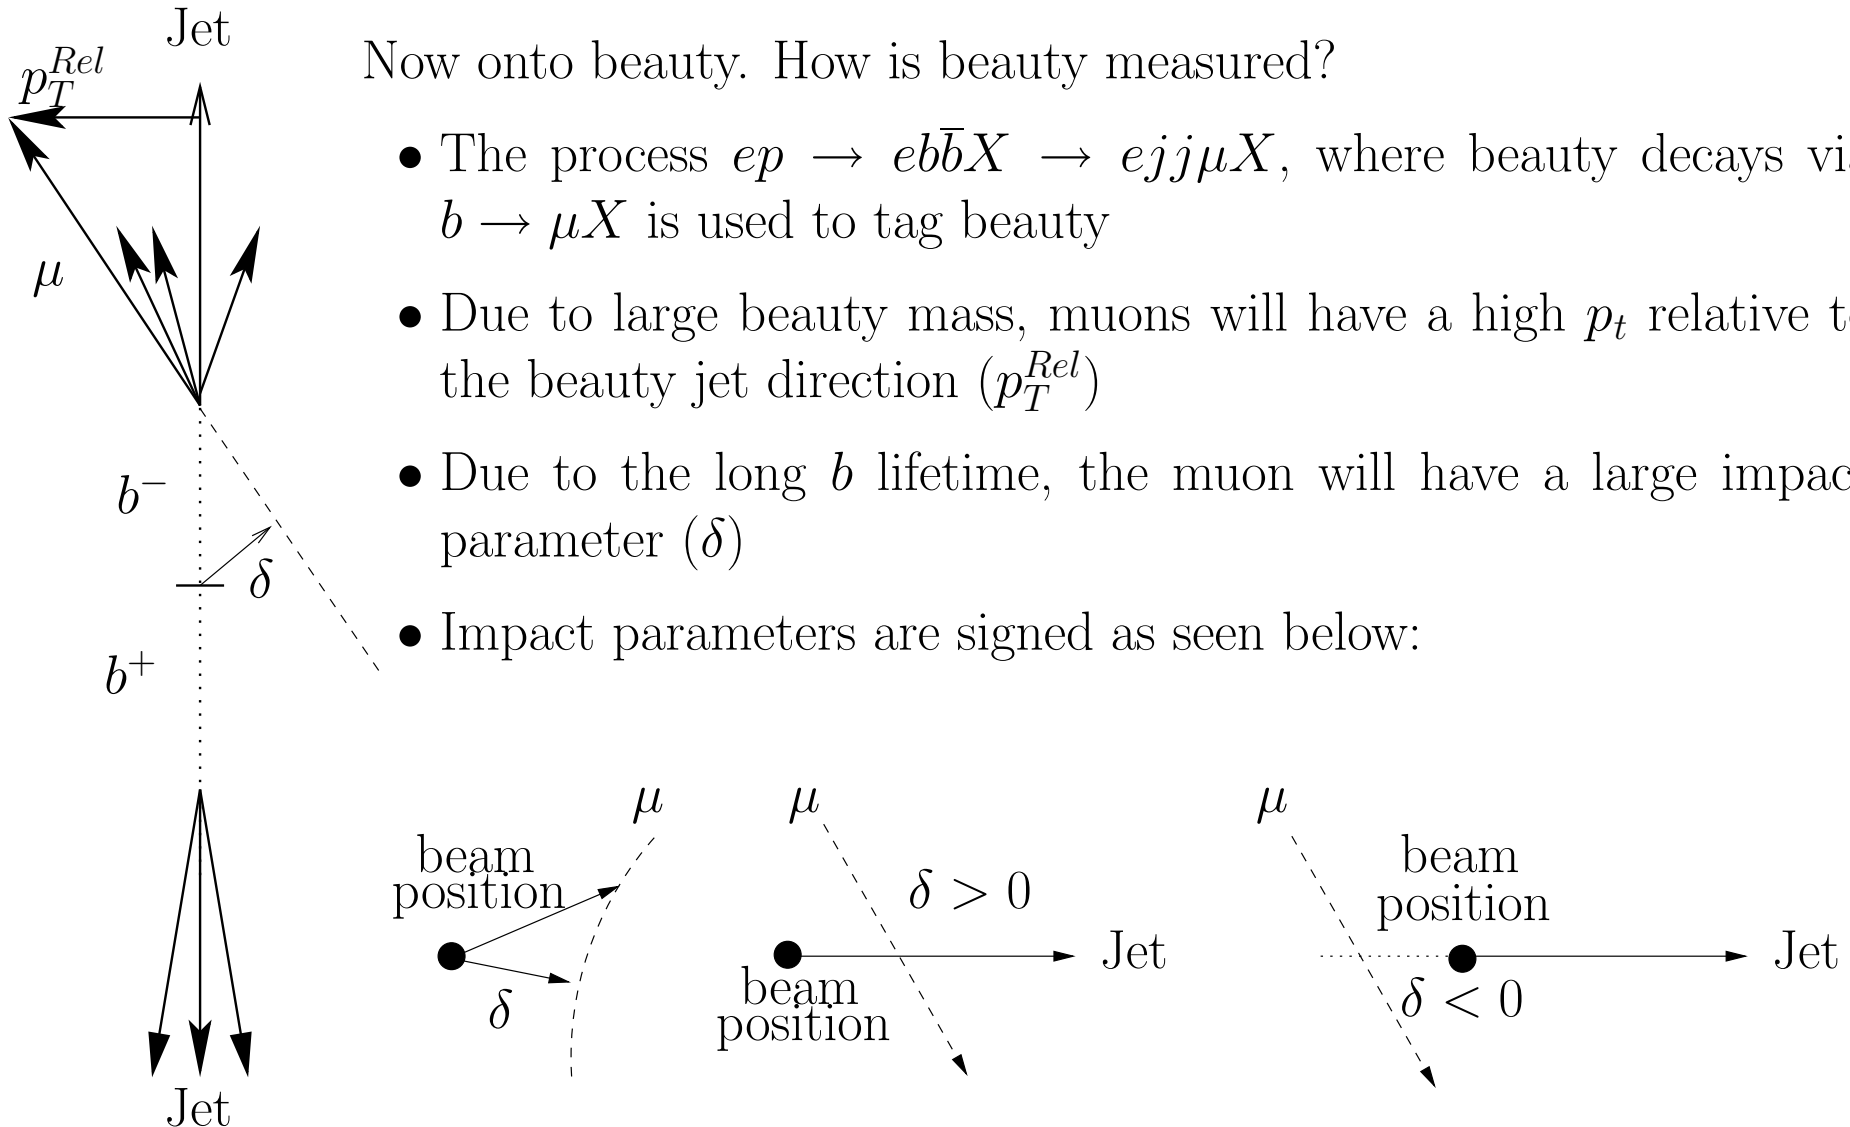 Jet
p_T^{Rel}
μ
b⁻
δ
b⁺
Jet
Now onto beauty. How is beauty measured?
• The process ep → eb\overline{b}X → ejjμX, where beauty decays vi
b → μX is used to tag beauty
• Due to large beauty mass, muons will have a high p_t relative t
the beauty jet direction (p_T^{Rel})
• Due to the long b lifetime, the muon will have a large impac
parameter (δ)
• Impact parameters are signed as seen below:
μ
beam
position
δ
μ
δ > 0
Jet
beam
position
μ
beam
position
Jet
δ < 0